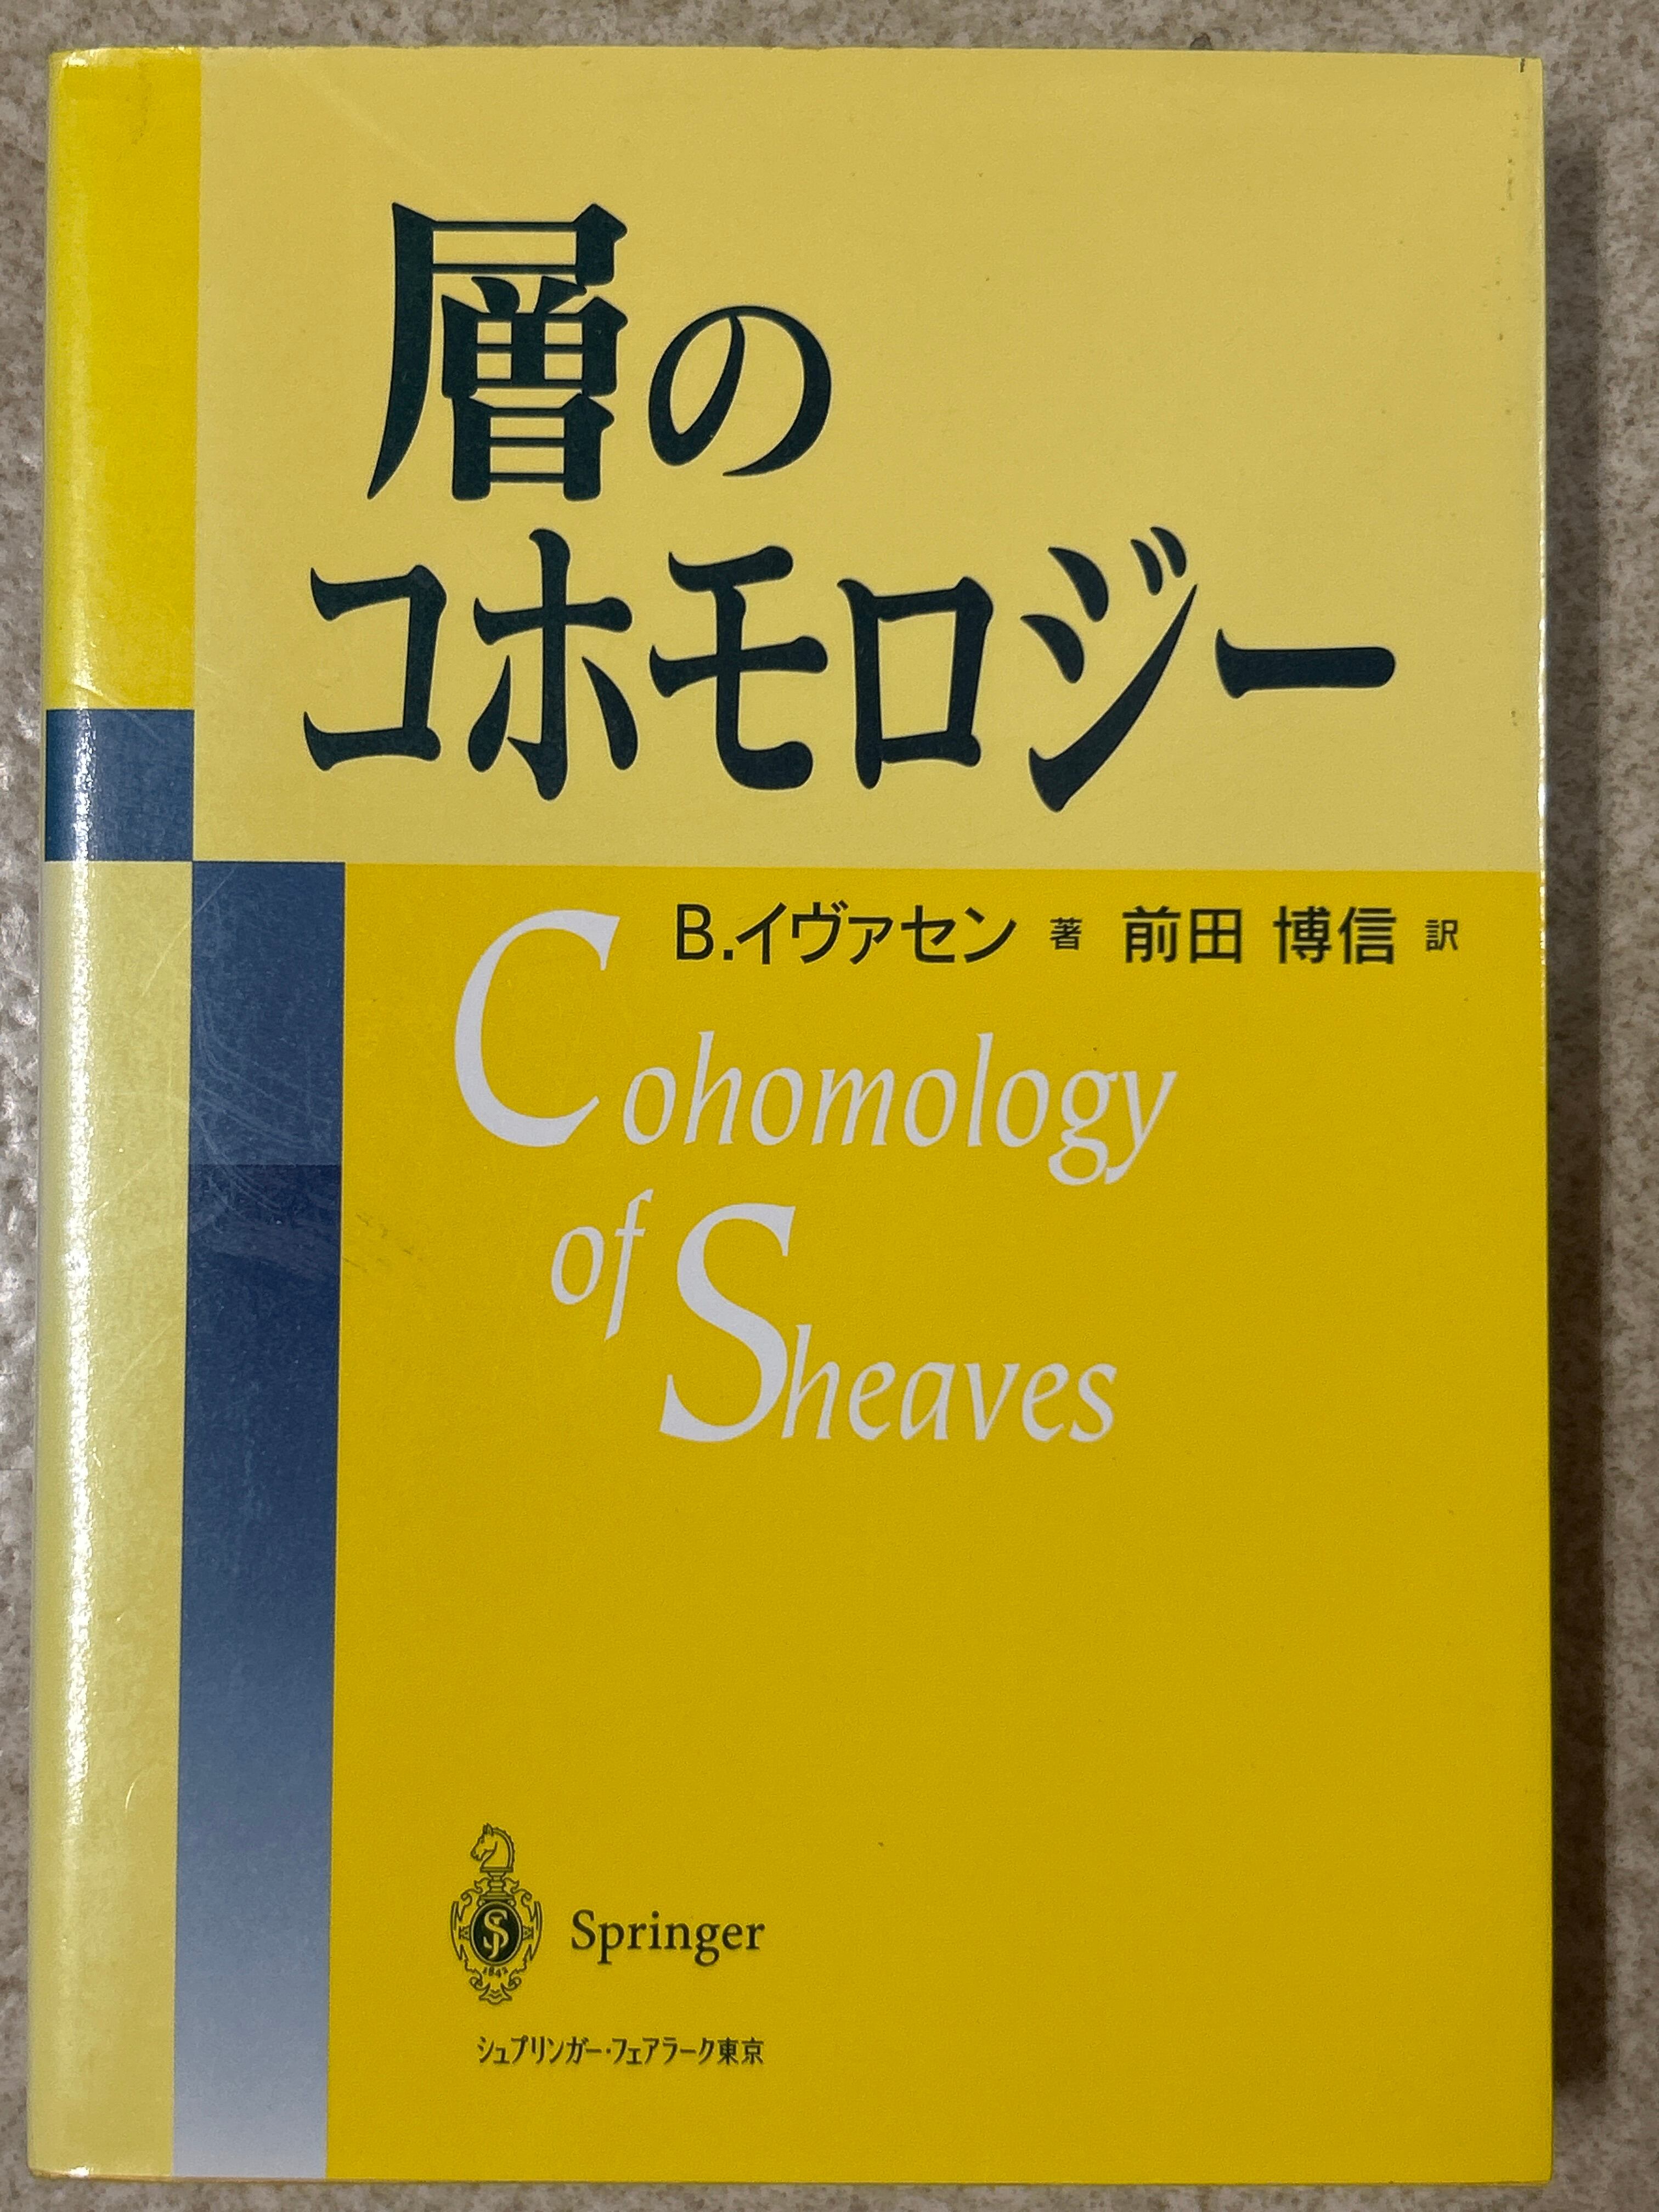 層の
コホモロジー
B.イヴァセン 著 前田 博信 訳
Cohomology
of Sheaves
Springer
シュプリンガー・フェアラーク東京